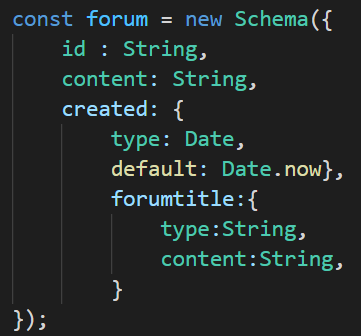 const forum = new Schema({
    id : String,
    content: String,
    created: {
        type: Date,
        default: Date.now},
        forumtitle:{
            type:String,
            content:String,
        }
});